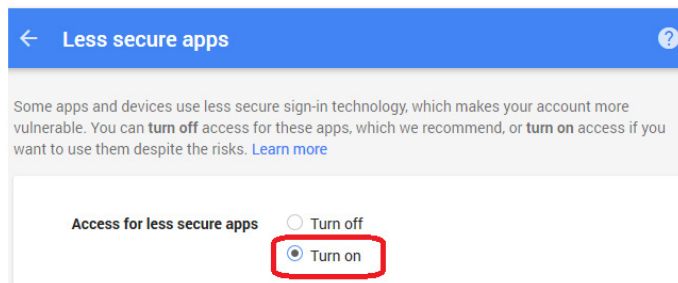 Less secure apps
Some apps and devices use less secure sign-in technology, which makes your account more
vulnerable. You can turn off access for these apps, which we recommend, or turn on access if you
want to use them despite the risks. Learn more
Access for less secure apps
Turn off
Turn on